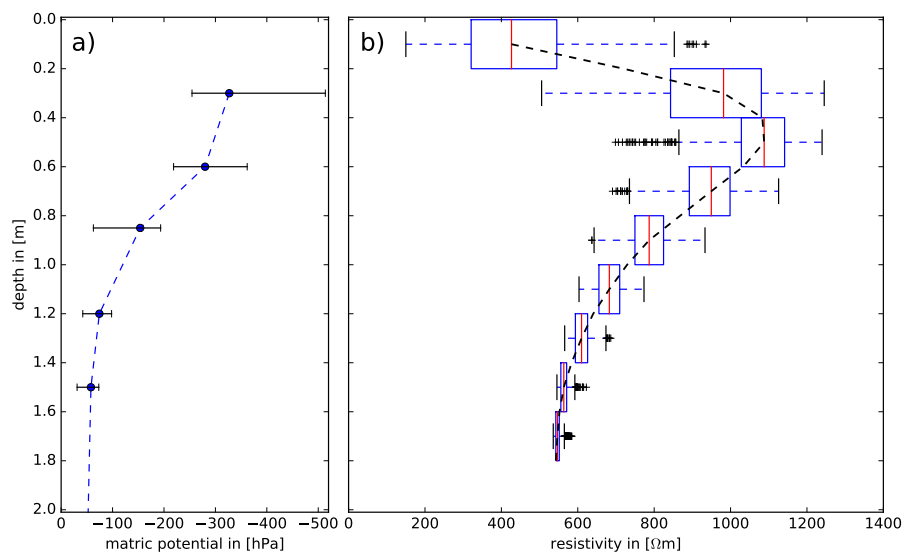 a)
b)
0.0
0.2
0.4
0.6
0.8
1.0
1.2
1.4
1.6
1.8
2.0
depth in [m]
0 −100 −200 −300 −400 −500
matric potential in [hPa]
0 200 400 600 800 1000 1200 1400
resistivity in [Ωm]